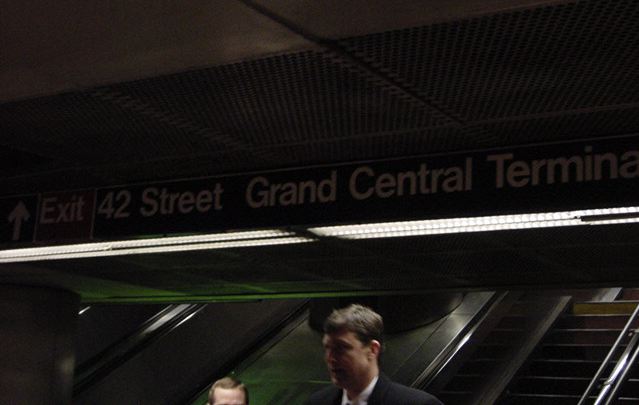 ↑ Exit 42 Street Grand Central Termina